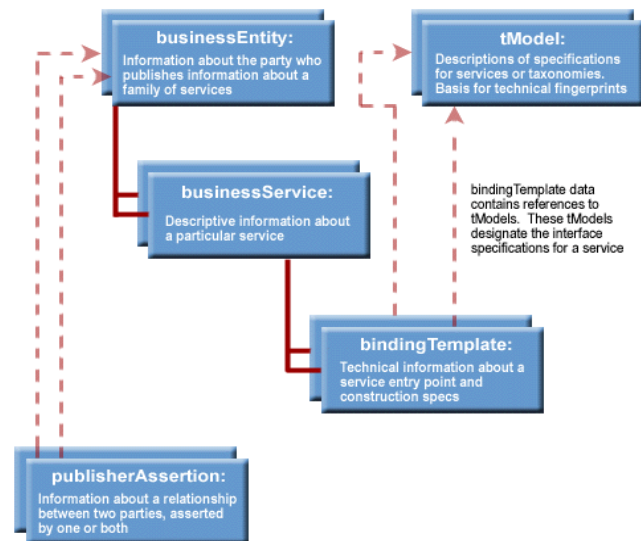 businessEntity:
Information about the party who
publishes information about a
family of services
tModel:
Descriptions of specifications
for services or taxonomies.
Basis for technical fingerprints
businessService:
Descriptive information about
a particular service
bindingTemplate data
contains references to
tModels. These tModels
designate the interface
specifications for a service
bindingTemplate:
Technical information about a
service entry point and
construction specs
publisherAssertion:
Information about a relationship
between two parties, asserted
by one or both